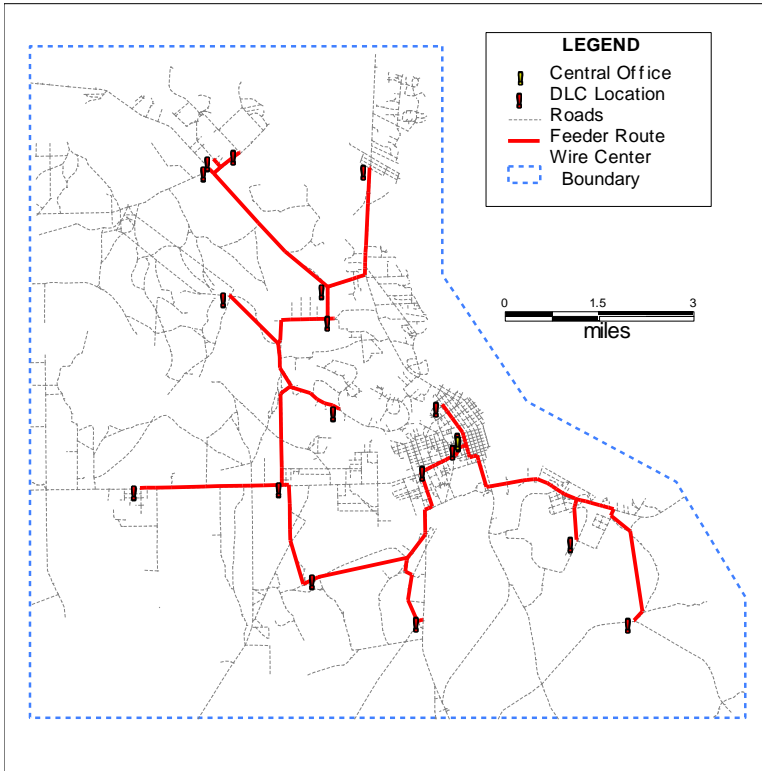 LEGEND
Central Office
DLC Location
Roads
Feeder Route
Wire Center
Boundary
0 1.5 3
miles